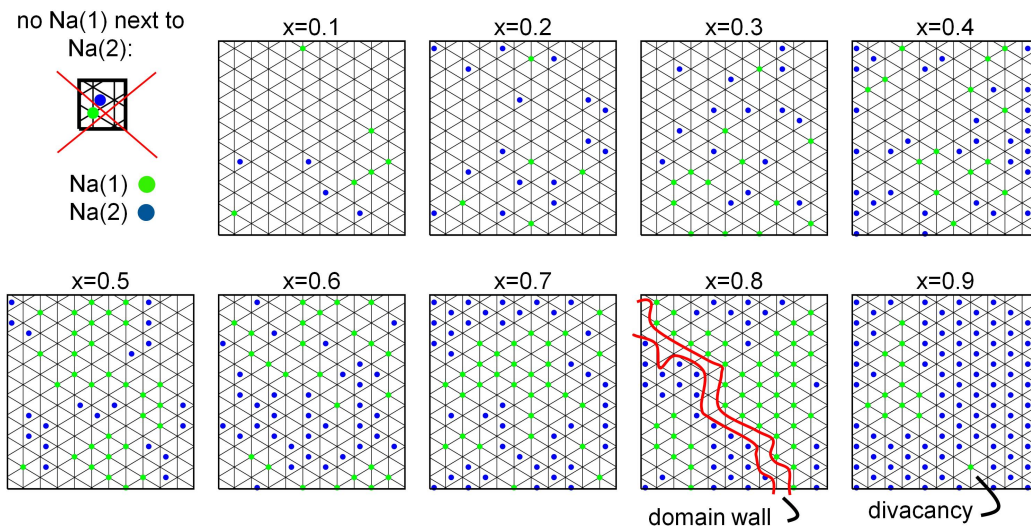 no Na(1) next to
Na(2):
Na(1)
Na(2)
x=0.1
x=0.2
x=0.3
x=0.4
x=0.5
x=0.6
x=0.7
x=0.8
x=0.9
domain wall
divacancy